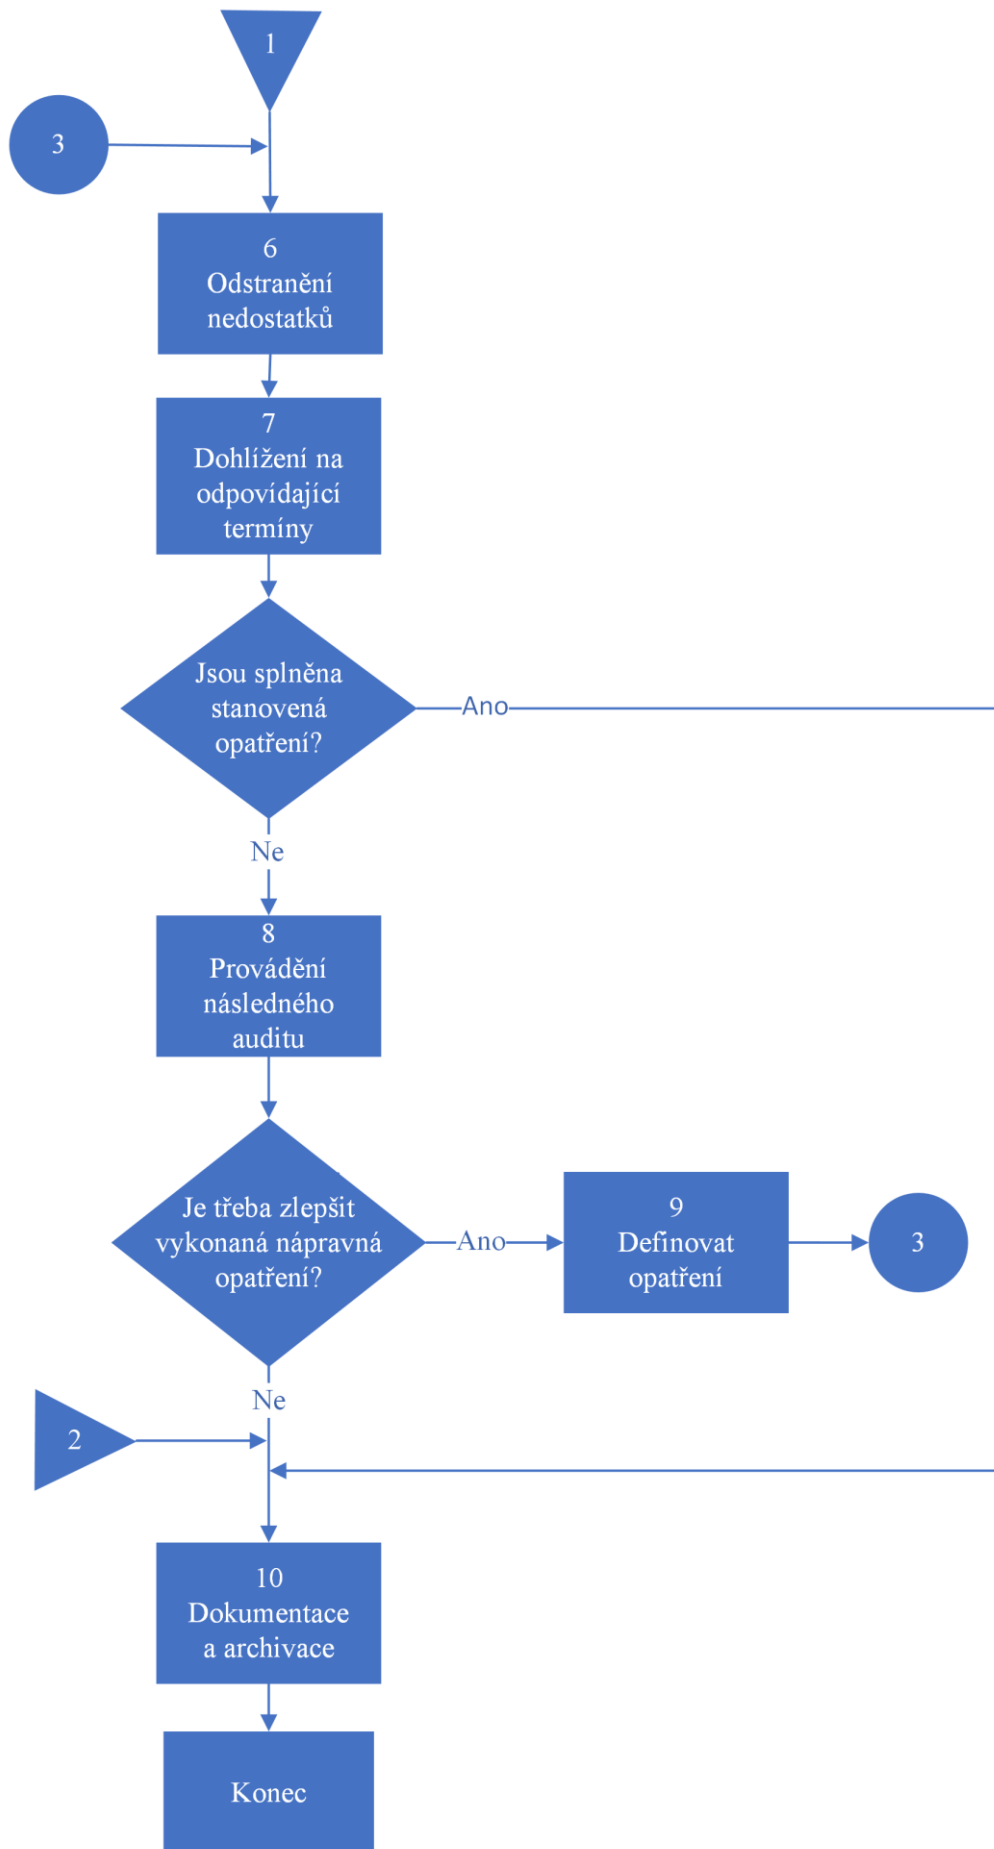 1
3
6
Odstranění
nedostatků
7
Dohlížení na
odpovídající
termíny
Jsou splněna
stanovená
opatření?
Ano
Ne
8
Provádění
následného
auditu
Je třeba zlepšit
vykonaná nápravná
opatření?
Ano
9
Definovat
opatření
3
Ne
2
10
Dokumentace
a archivace
Konec